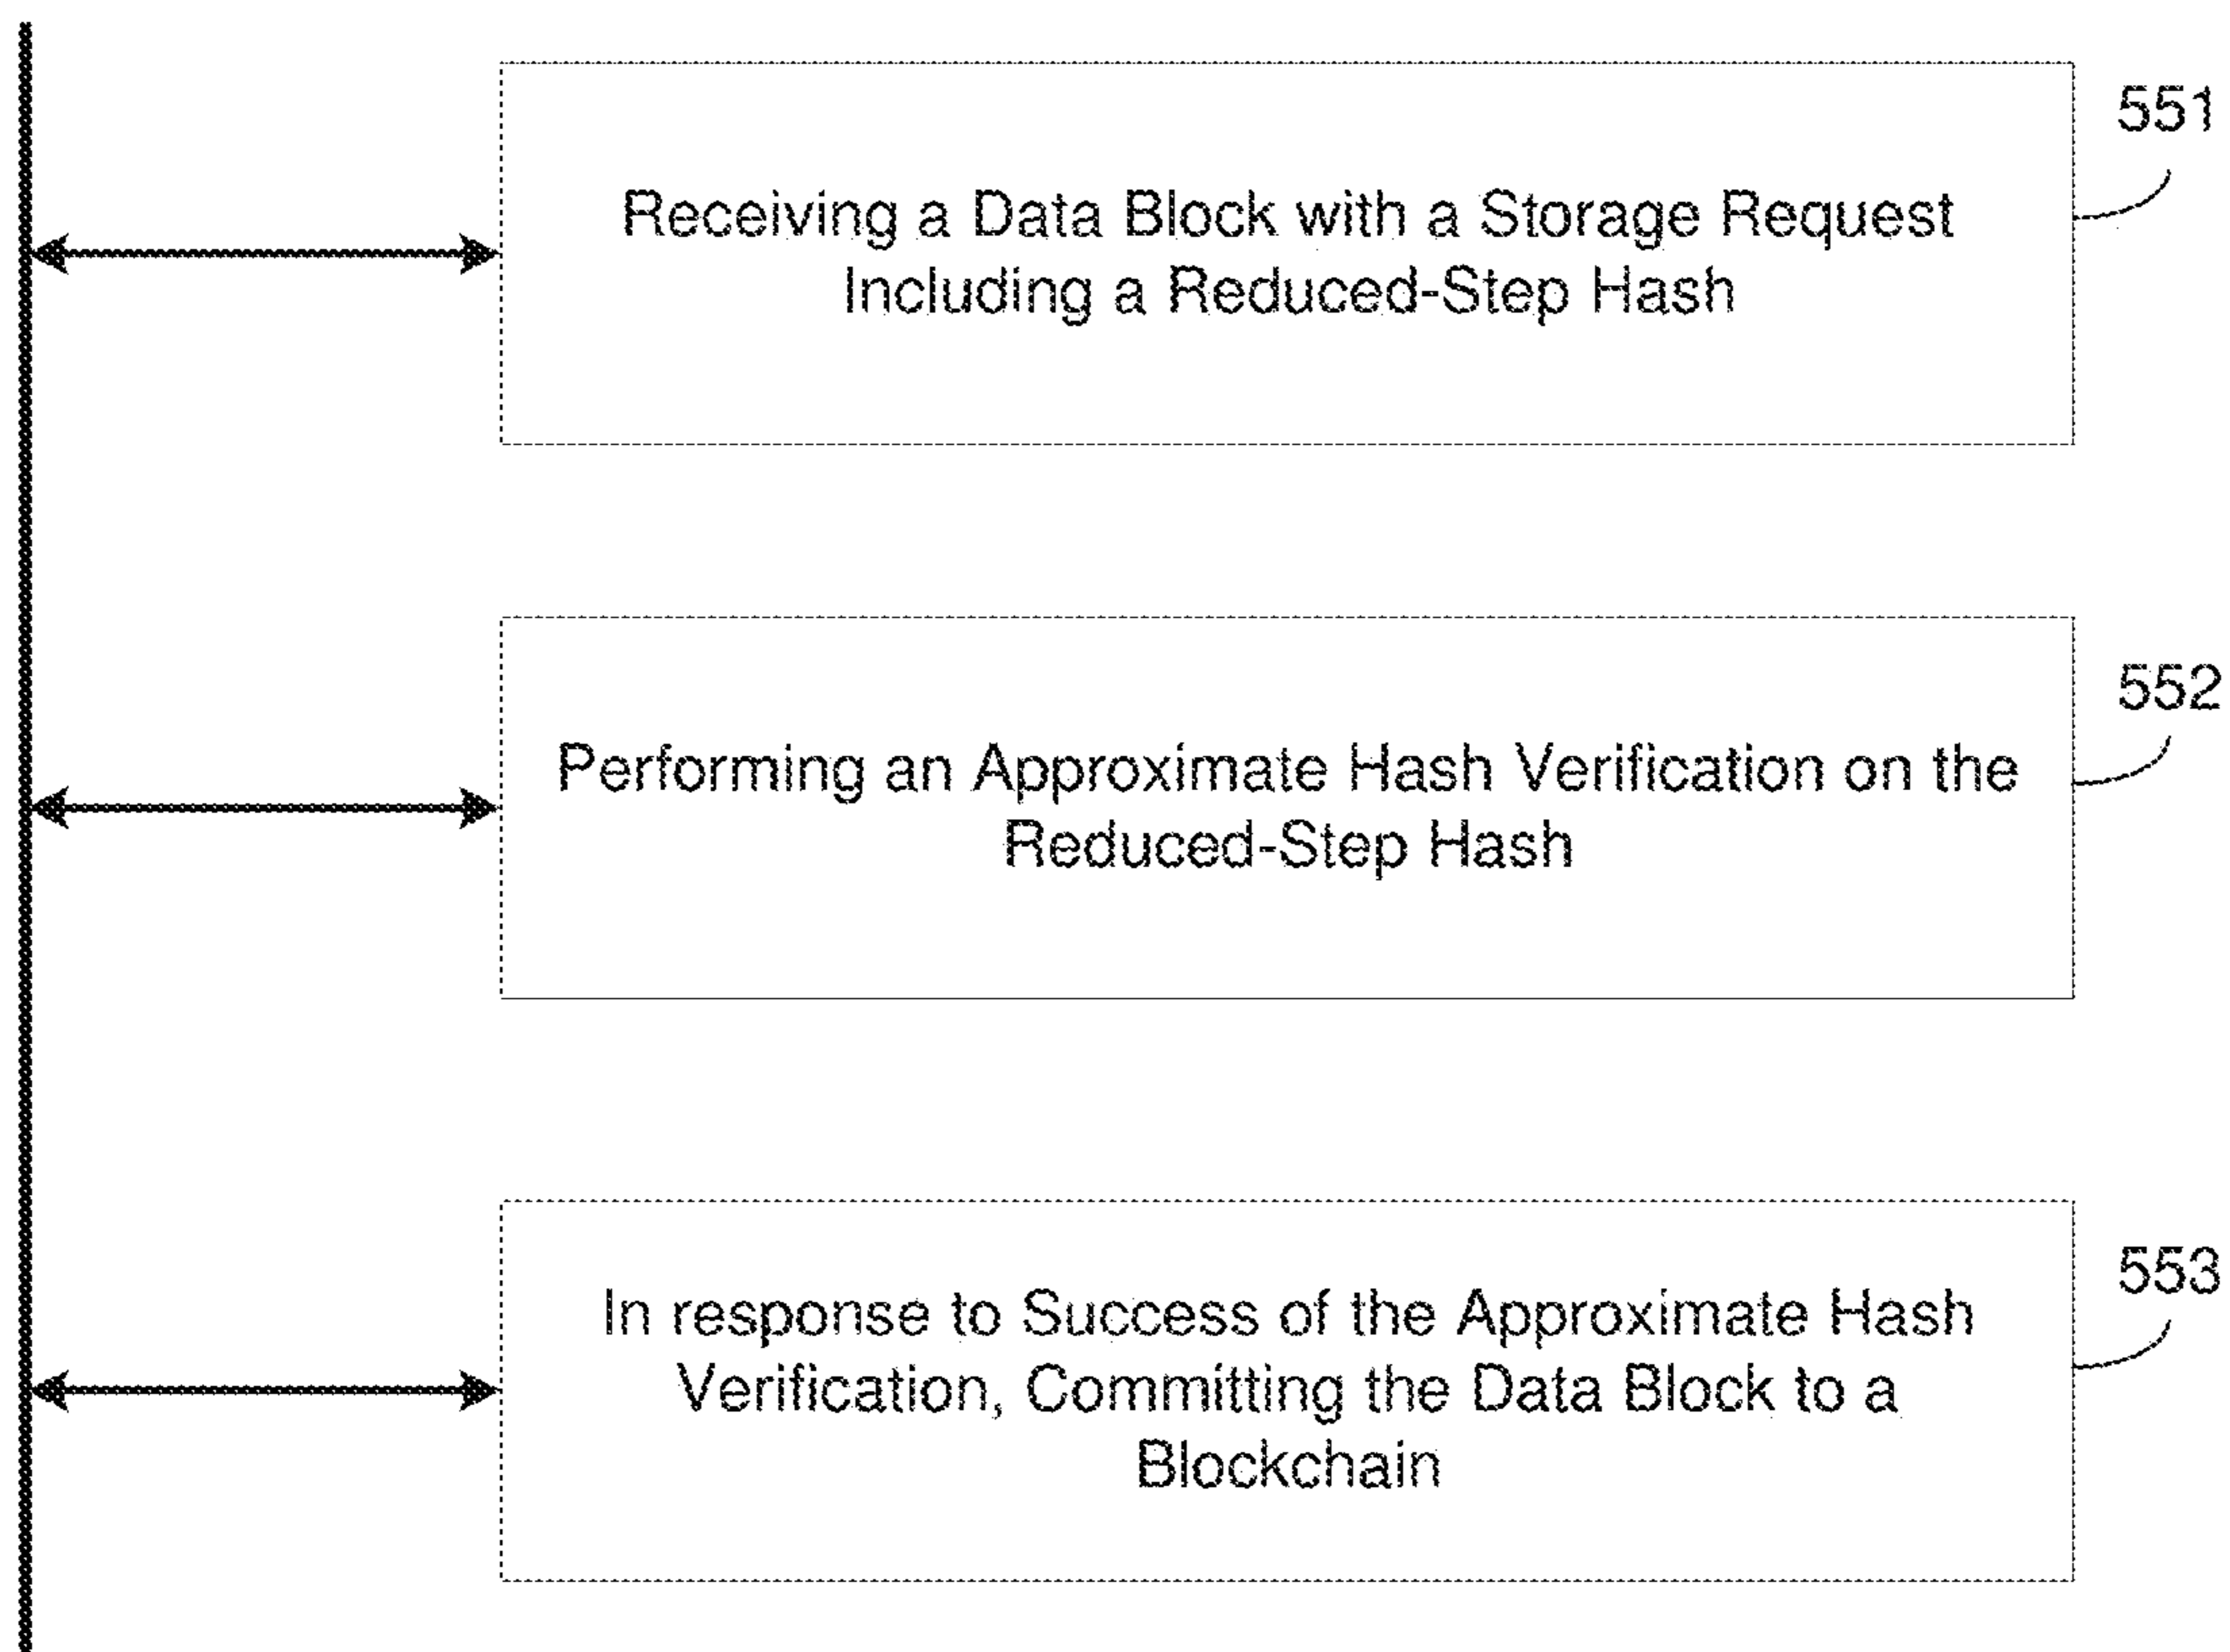 551
Receiving a Data Block with a Storage Request
Including a Reduced-Step Hash
552
Performing an Approximate Hash Verification on the
Reduced-Step Hash
553
In response to Success of the Approximate Hash
Verification, Committing the Data Block to a
Blockchain